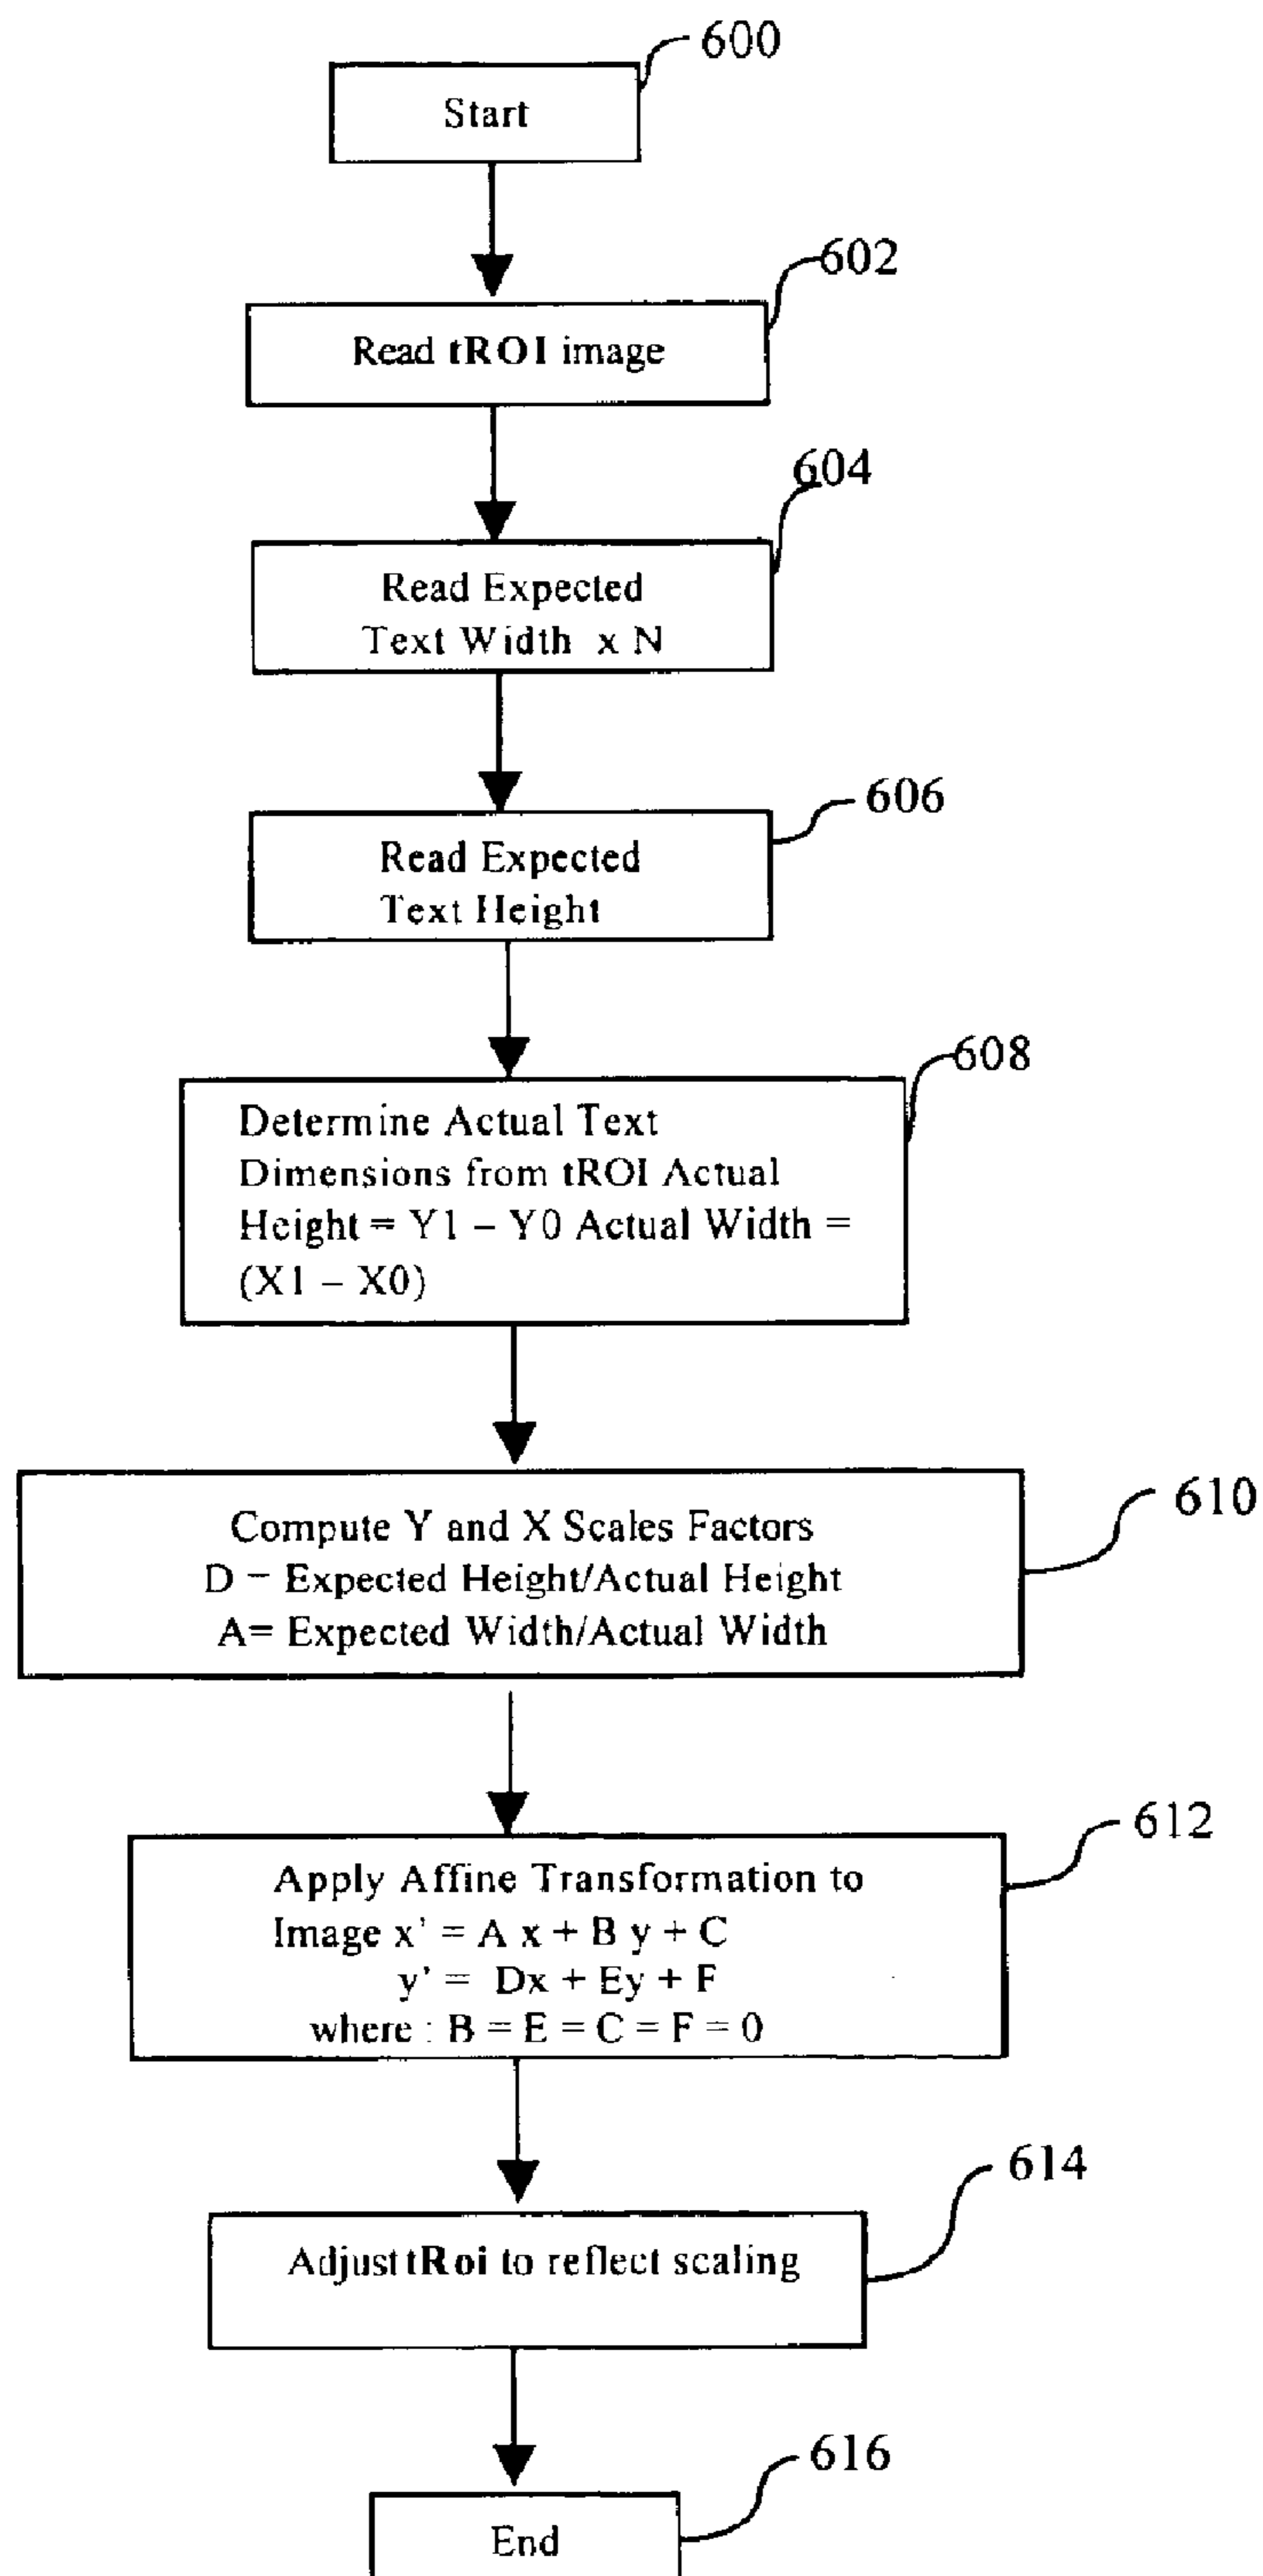 600
Start
602
Read tROI image
604
Read Expected
Text Width x N
606
Read Expected
Text Height
608
Determine Actual Text
Dimensions from tROI Actual
Height = Y1 – Y0 Actual Width =
(X1 – X0)
610
Compute Y and X Scales Factors
D = Expected Height/Actual Height
A= Expected Width/Actual Width
612
Apply Affine Transformation to
Image x' = A x + B y + C
y' = Dx + Ey + F
where : B = E = C = F = 0
614
Adjust tRoi to reflect scaling
616
End